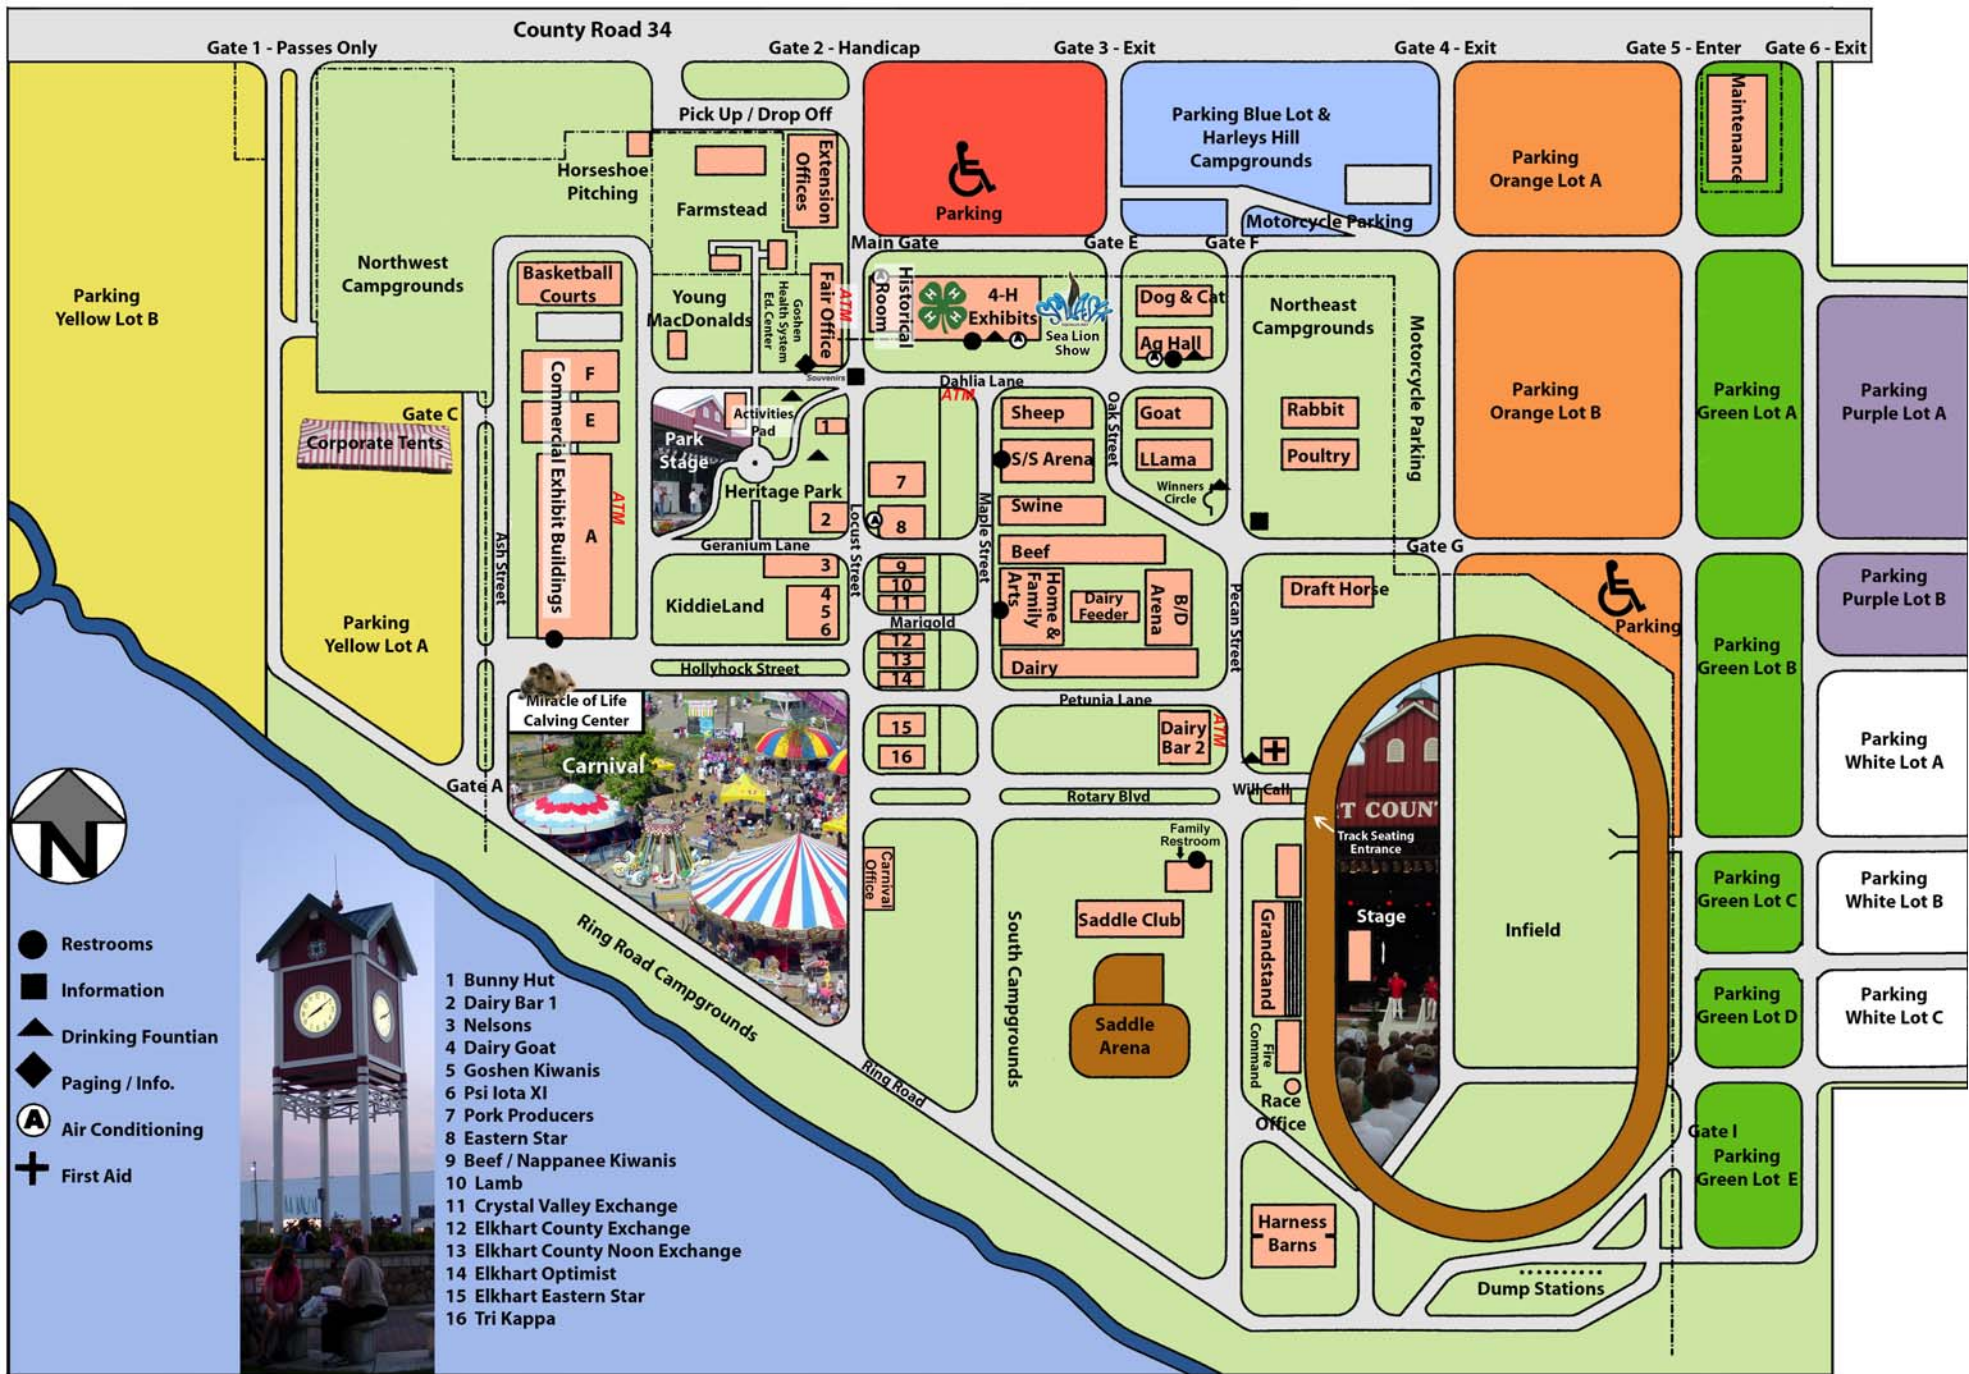 County Road 34
Gate 1 - Passes Only
Gate 2 - Handicap
Gate 3 - Exit
Gate 4 - Exit
Gate 5 - Enter
Gate 6 - Exit
Pick Up / Drop Off
Horseshoe
Pitching
Farmstead
Extension
Offices
Parking
Parking Blue Lot &
Harleys Hill
Campgrounds
Motorcycle Parking
Parking
Orange Lot A
Maintenance
Main Gate
Gate E
Gate F
Parking
Yellow Lot B
Northwest
Campgrounds
Basketball
Courts
Young
MacDonalds
Goshen
Health System
Ed. Center
Fair Office
ATM
Historical
Room
A
H H
H H
4-H
Exhibits
A
SPLASH
Sea Lion
Show
Dog & Cat
Ag Hall
A
Northeast
Campgrounds
Motorcycle Parking
Parking
Orange Lot B
Parking
Green Lot A
Parking
Purple Lot A
Souvenirs
Dahlia Lane
ATM
Gate C
Corporate Tents
Commercial Exhibit Buildings
F
E
A
ATM
Park
Stage
Activities
Pad
1
Heritage Park
2
7
A
8
Sheep
S/S Arena
Swine
Oak Street
Goat
LLama
Winners
Circle
Rabbit
Poultry
Ash Street
Locust Street
Maple Street
Geranium Lane
3
KiddieLand
4
5
6
9
10
11
Marigold
12
13
14
Beef
Home &
Family
Arts
Dairy
Feeder
B/D
Arena
Dairy
Pecan Street
Draft Horse
Gate G
Parking
Parking
Purple Lot B
Parking
Green Lot B
Parking
Yellow Lot A
Hollyhock Street
Miracle of Life
Calving Center
Petunia Lane
15
16
Dairy
Bar 2
ATM
Parking
White Lot A
Gate A
Carnival
Rotary Blvd
Will Call
RT COUN
Track Seating
Entrance
N
Carnival
Office
Family
Restroom
Saddle Club
South Campgrounds
Saddle
Arena
Grandstand
Stage
Infield
Parking
Green Lot C
Parking
White Lot B
Parking
Green Lot D
Parking
White Lot C
Fire
Command
Race
Office
Ring Road Campgrounds
Ring Road
Gate I
Parking
Green Lot E
Harness
Barns
Dump Stations
Restrooms
Information
Drinking Fountian
Paging / Info.
A Air Conditioning
First Aid
1 Bunny Hut
2 Dairy Bar 1
3 Nelsons
4 Dairy Goat
5 Goshen Kiwanis
6 Psi Iota XI
7 Pork Producers
8 Eastern Star
9 Beef / Nappanee Kiwanis
10 Lamb
11 Crystal Valley Exchange
12 Elkhart County Exchange
13 Elkhart County Noon Exchange
14 Elkhart Optimist
15 Elkhart Eastern Star
16 Tri Kappa